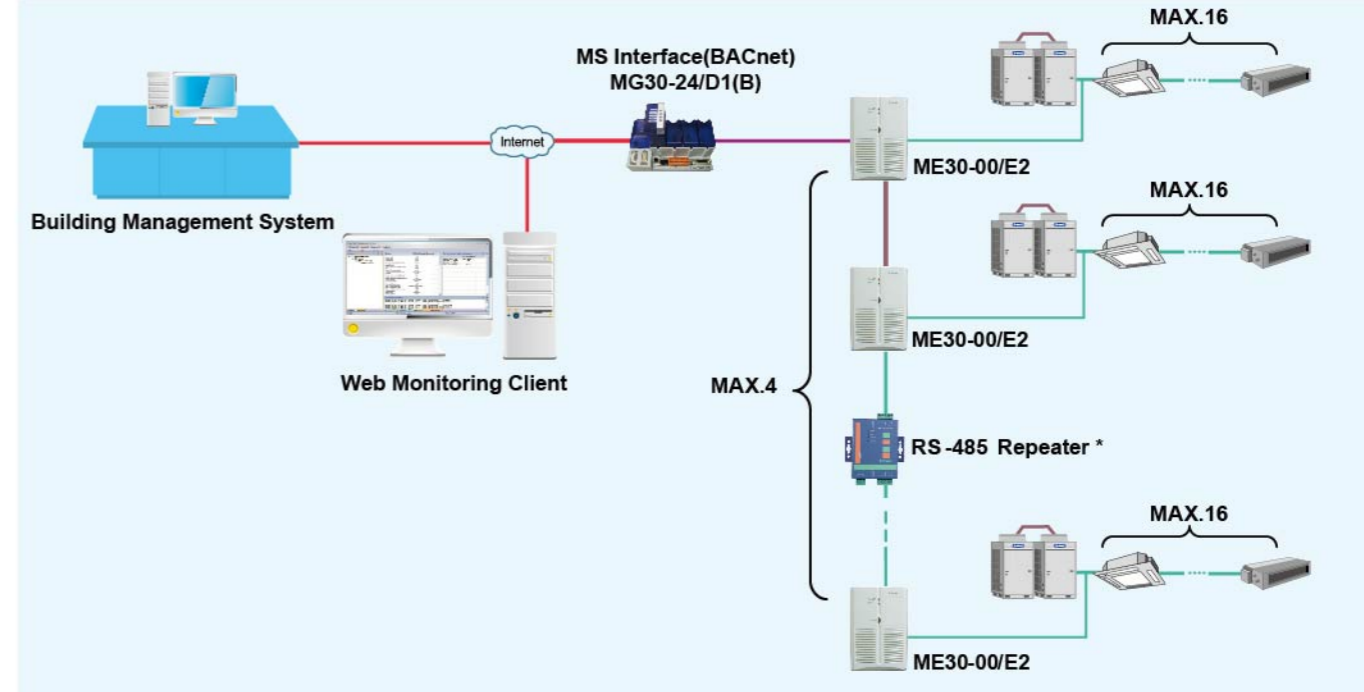 MAX.16
MS Interface(BACnet)
MG30-24/D1(B)
Internet
ME30-00/E2
Building Management System
MAX.16
ME30-00/E2
Web Monitoring Client
MAX.4
RS-485 Repeater *
MAX.16
ME30-00/E2